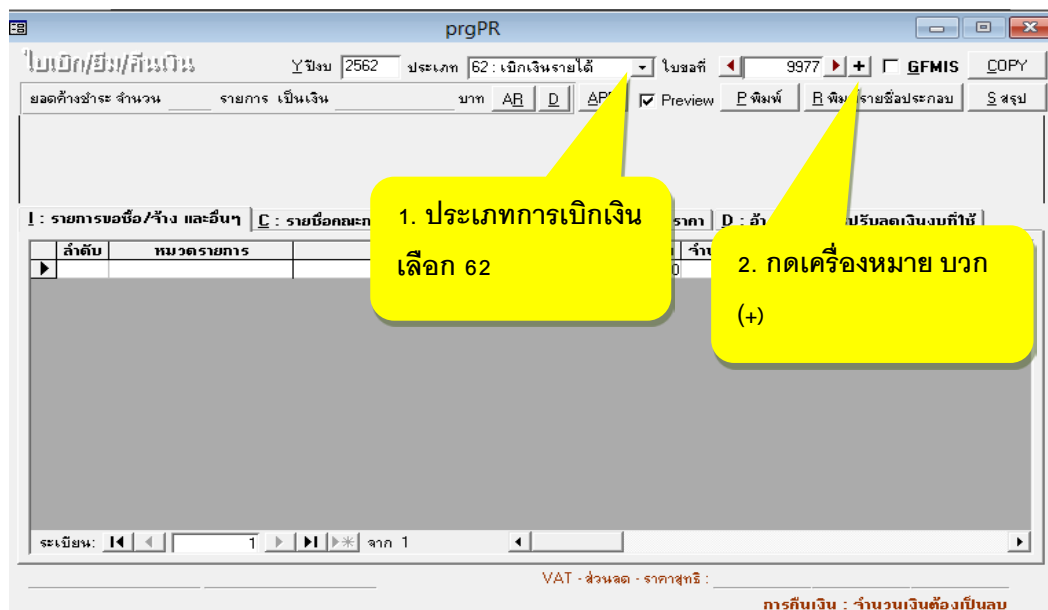 prgPR
ใบเบิก/ยืม/คืนเงิน Y ปีงบ 2562 ประเภท 62 : เบิกเงินรายได้ ใบขอที่ 9977 + GFMIS COPY
ยอดค้างชำระ จำนวน รายการ เป็นเงิน บาท AR D Preview P พิมพ์ R พิมพ์รายชื่อประกอบ S สรุป
1. ประเภทการเบิกเงิน
เลือก 62
2. กดเครื่องหมาย บวก
(+)
I : รายการขอซื้อ/จ้าง และอื่นๆ C : D :
ลำดับ หมวดรายการ
ระเบียน: 1 จาก 1
VAT - ส่วนลด - ราคาสุทธิ :
การคืนเงิน : จำนวนเงินต้องเป็นลบ